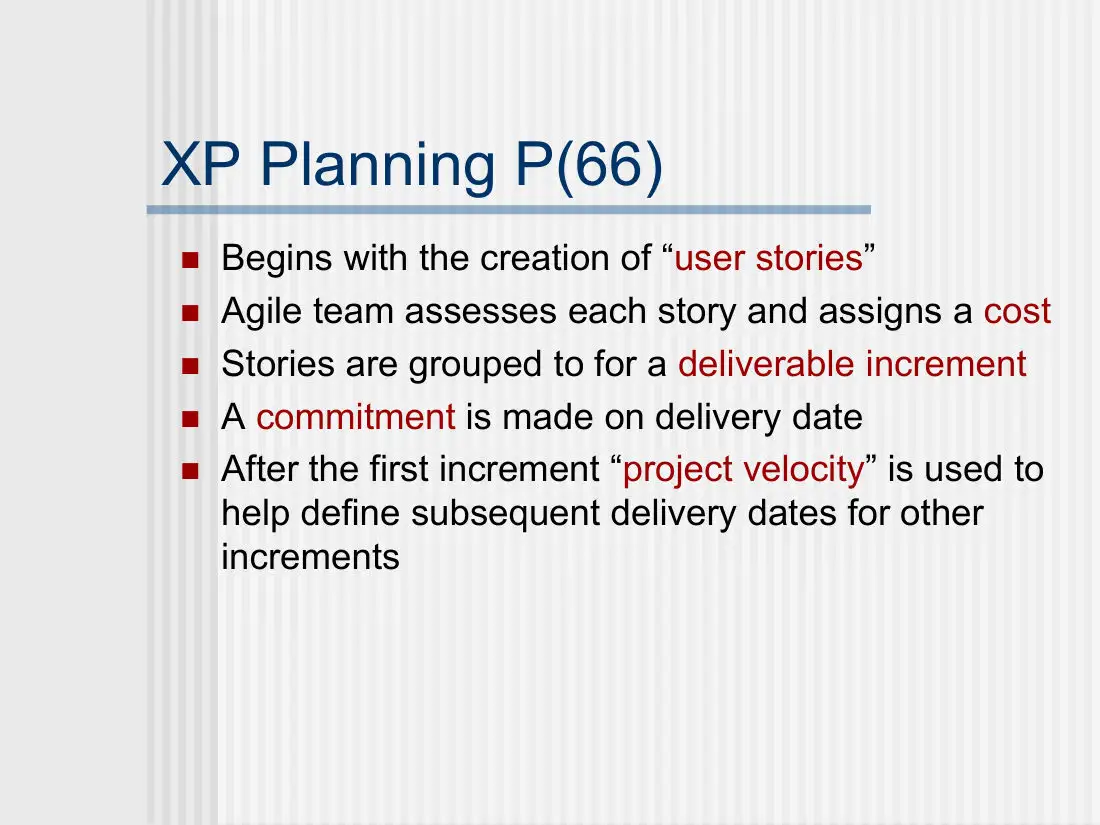 XP Planning P(66)
Begins with the creation of “user stories”
Agile team assesses each story and assigns a cost
Stories are grouped to for a deliverable increment
A commitment is made on delivery date
After the first increment “project velocity” is used to
help define subsequent delivery dates for other
increments